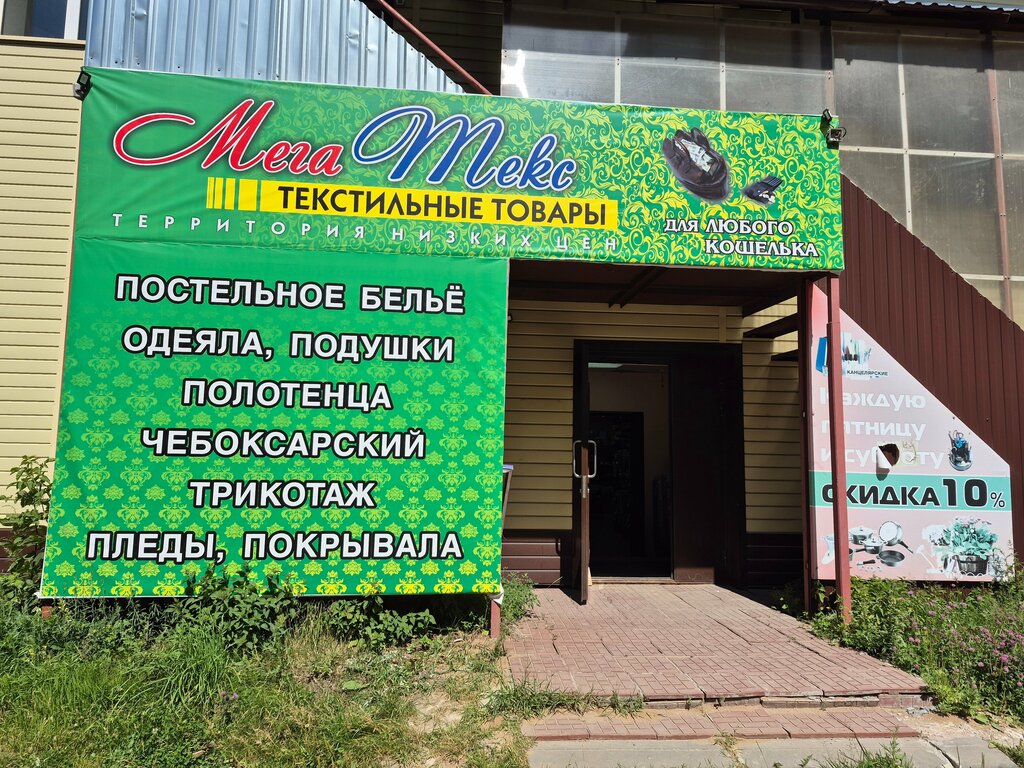 Мега Текс
ТЕКСТИЛЬНЫЕ ТОВАРЫ
ТЕРРИТОРИЯ НИЗКИХ ЦЕН
ДЛЯ ЛЮБОГО
КОШЕЛЬКА
ПОСТЕЛЬНОЕ БЕЛЬЁ
ОДЕЯЛА, ПОДУШКИ
ПОЛОТЕНЦА
ЧЕБОКСАРСКИЙ
ТРИКОТАЖ
ПЛЕДЫ, ПОКРЫВАЛА
КАНЦЕЛЯРСКИЕ
Каждую
пятницу
и субботу
СКИДКА 10%